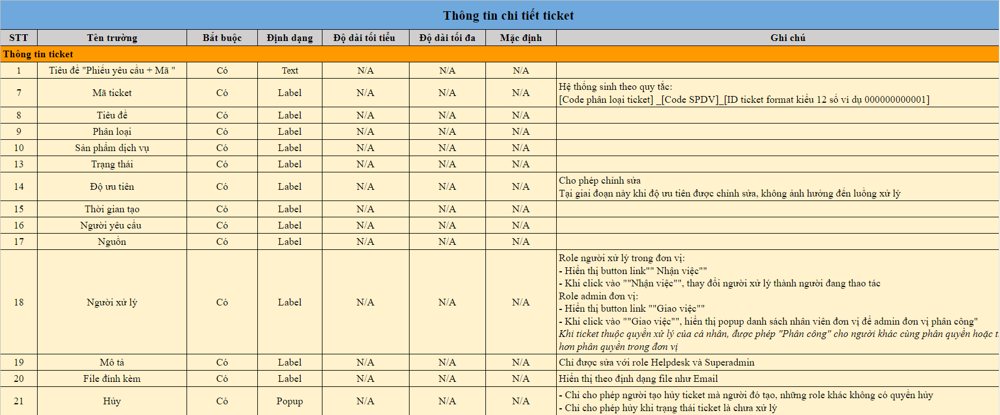 Thông tin chi tiết ticket
STT Tên trường Bắt buộc Định dạng Độ dài tối tiểu Độ dài tối đa Mặc định Ghi chú
Thông tin ticket
1 Tiêu đề "Phiếu yêu cầu + Mã " Có Text N/A N/A N/A
7 Mã ticket Có Label N/A N/A N/A Hệ thống sinh theo quy tắc:
[Code phân loại ticket] _[Code SPDV]_[ID ticket format kiểu 12 số ví dụ 000000000001]
8 Tiêu đề Có Label N/A N/A N/A
9 Phân loại Có Label N/A N/A N/A
10 Sản phẩm dịch vụ Có Label N/A N/A N/A
13 Trạng thái Có Label N/A N/A N/A
14 Độ ưu tiên Có Label N/A N/A N/A Cho phép chỉnh sửa
Tại giai đoạn này khi độ ưu tiên được chỉnh sửa, không ảnh hưởng đến luồng xử lý
15 Thời gian tạo Có Label N/A N/A N/A
16 Người yêu cầu Có Label N/A N/A N/A
17 Nguồn Có Label N/A N/A N/A
18 Người xử lý Có Label N/A N/A N/A Role người xử lý trong đơn vị:
- Hiển thị button link"" Nhận việc""
- Khi click vào ""Nhận việc"", thay đổi người xử lý thành người đang thao tác
Role admin đơn vị:
- Hiển thị button link ""Giao việc""
- Khi click vào ""Giao việc"", hiển thị popup danh sách nhân viên đơn vị để admin đơn vị phân công"
Khi ticket thuộc quyền xử lý của cá nhân, được phép "Phân công" cho người khác cùng phân quyền hoặc
hơn phân quyền trong đơn vị
19 Mô tả Có Label N/A N/A N/A Chỉ được sửa với role Helpdesk và Superadmin
20 File đính kèm Có Label N/A N/A N/A Hiển thị theo định dạng file như Email
21 Hủy Có Popup N/A N/A N/A - Chỉ cho phép người tạo hủy ticket mà người đó tạo, những role khác không có quyền hủy
- Chỉ cho phép hủy khi trạng thái ticket là chưa xử lý